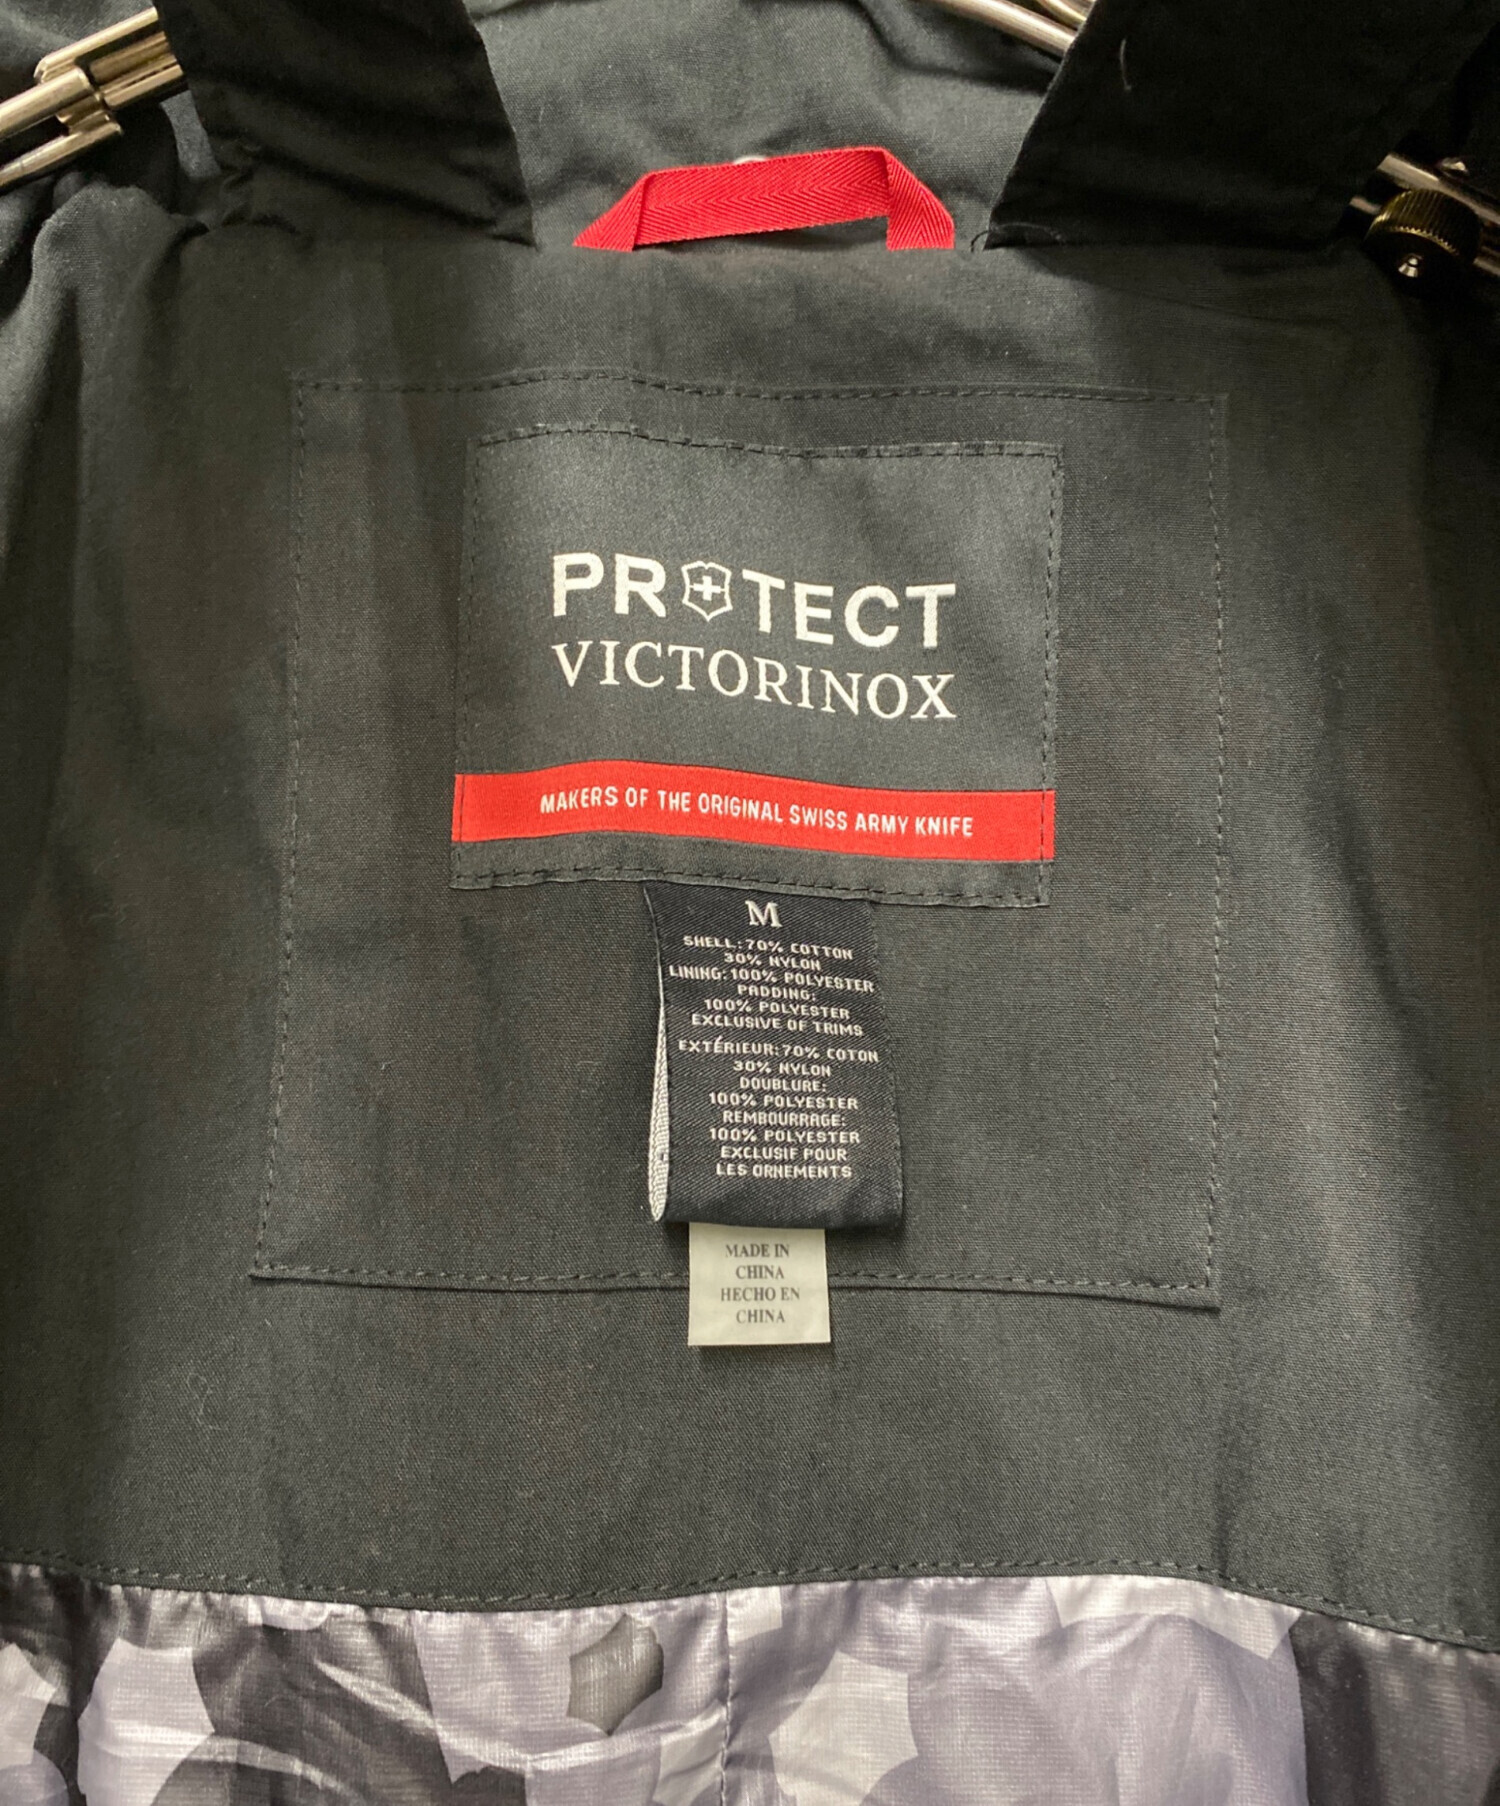 PROTECT
VICTORINOX
MAKERS OF THE ORIGINAL SWISS ARMY KNIFE
M
SHELL: 70% COTTON
30% NYLON
LINING: 100% POLYESTER
PADDING:
100% POLYESTER
EXCLUSIVE OF TRIMS
EXTÉRIEUR: 70% COTON
30% NYLON
DOUBLURE:
100% POLYESTER
REMBOURRAGE:
100% POLYESTER
EXCLUSIF POUR
LES ORNEMENTS
MADE IN
CHINA
HECHO EN
CHINA